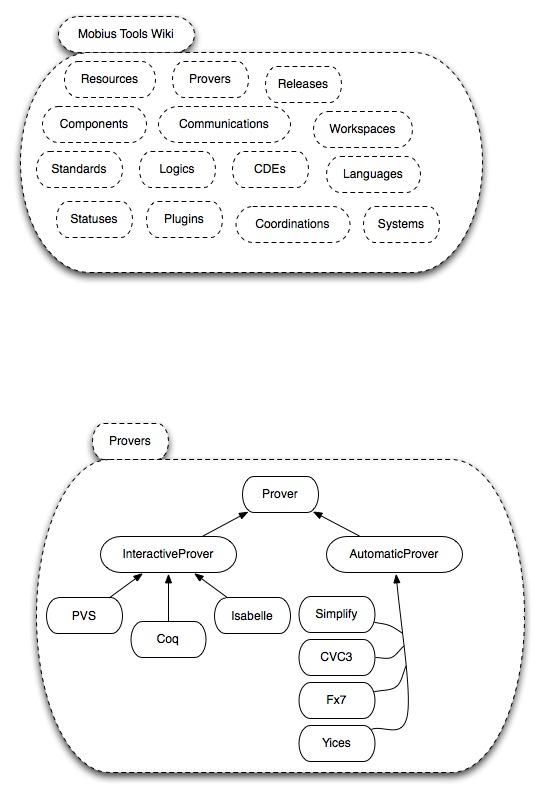 Mobius Tools Wiki
Resources
Provers
Releases
Components
Communications
Workspaces
Standards
Logics
CDEs
Languages
Statuses
Plugins
Coordinations
Systems
Provers
Prover
InteractiveProver
AutomaticProver
PVS
Coq
Isabelle
Simplify
CVC3
Fx7
Yices